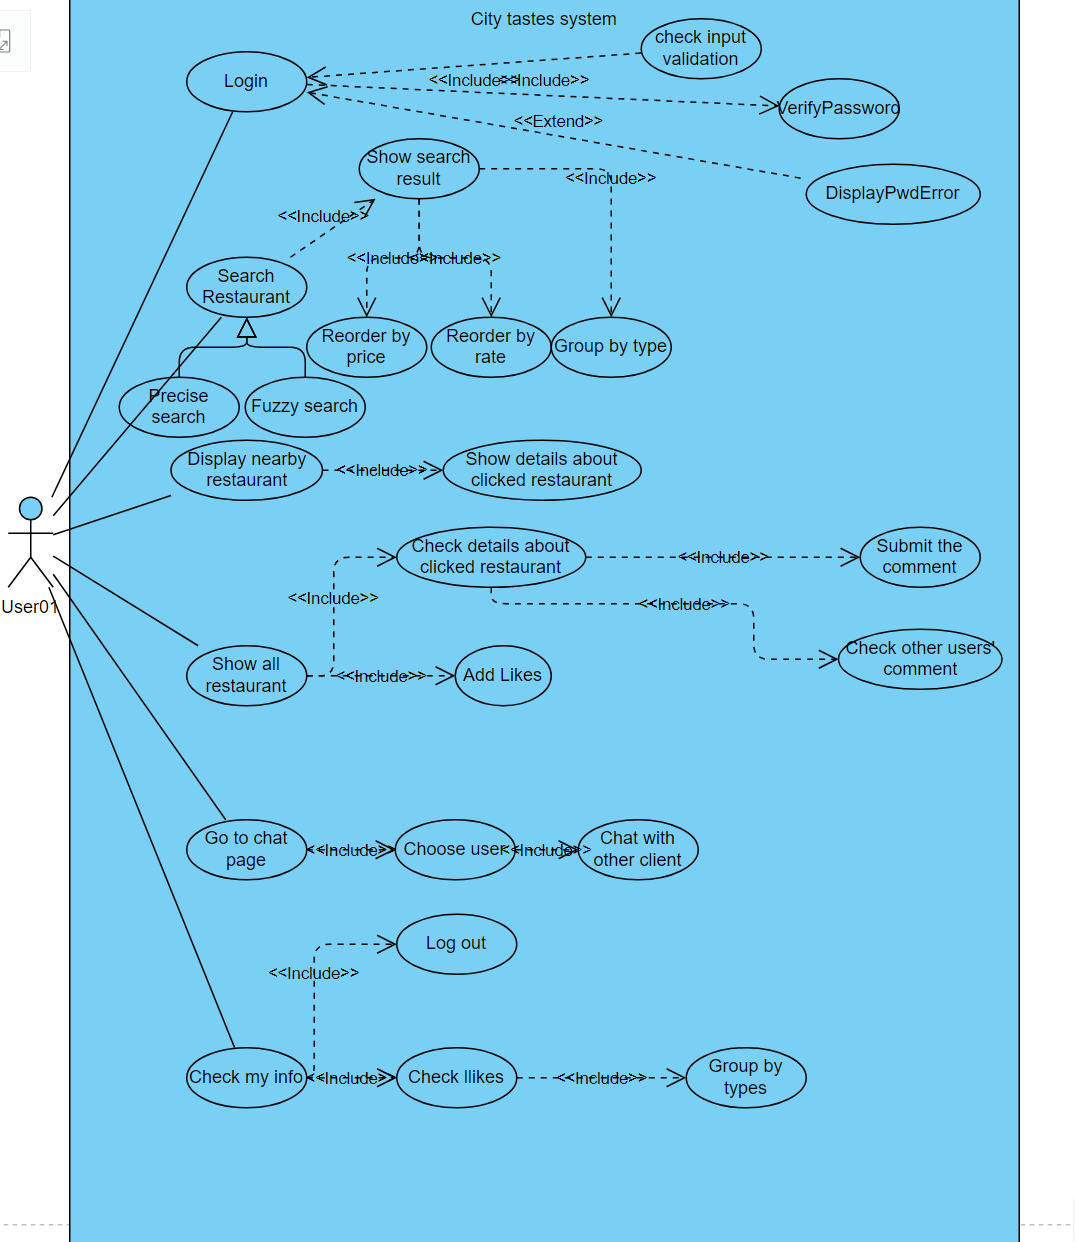 City tastes system
check input
validation
Login
<<Include>>
<<Include>>
VerifyPassword
<<Extend>>
Show search
result
<<Include>>
DisplayPwdError
<<Include>>
<<Include>>
<<Include>>
Search
Restaurant
Reorder by
price
Reorder by
rate
Group by type
Precise
search
Fuzzy search
Display nearby
restaurant
<<Include>>
Show details about
clicked restaurant
Check details about
clicked restaurant
<<Include>>
Submit the
comment
<<Include>>
<<Include>>
User01
Check other users'
comment
Show all
restaurant
<<Include>>
Add Likes
Go to chat
page
<<Include>>
Choose user
<<Include>>
Chat with
other client
Log out
<<Include>>
Check my info
<<Include>>
Check llikes
<<Include>>
Group by
types